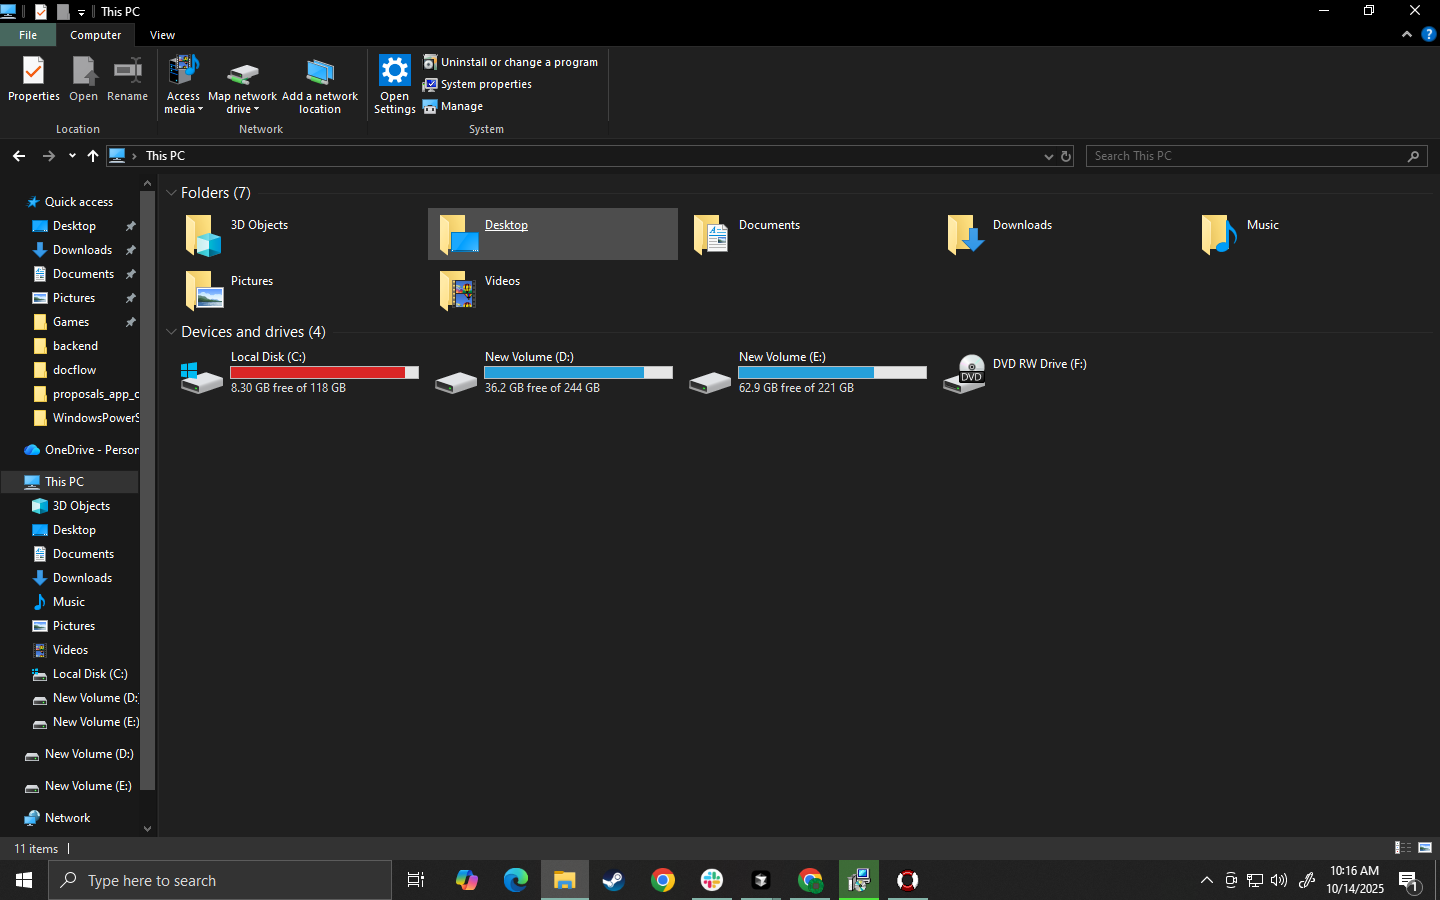 This PC
File
Computer
View
Properties
Open
Rename
Access media
Map network drive
Add a network location
Open Settings
Uninstall or change a program
System properties
Manage
Location
Network
System
This PC
Search This PC
Quick access
Desktop
Downloads
Documents
Pictures
Games
backend
docflow
proposals_app_c
WindowsPowerS
OneDrive - Person
This PC
3D Objects
Desktop
Documents
Downloads
Music
Pictures
Videos
Local Disk (C:)
New Volume (D:)
New Volume (E:)
New Volume (D:)
New Volume (E:)
Network
Folders (7)
3D Objects
Desktop
Documents
Downloads
Music
Pictures
Videos
Devices and drives (4)
Local Disk (C:)
8.30 GB free of 118 GB
New Volume (D:)
36.2 GB free of 244 GB
New Volume (E:)
62.9 GB free of 221 GB
DVD
DVD RW Drive (F:)
11 items
Type here to search
10:16 AM
10/14/2025
1